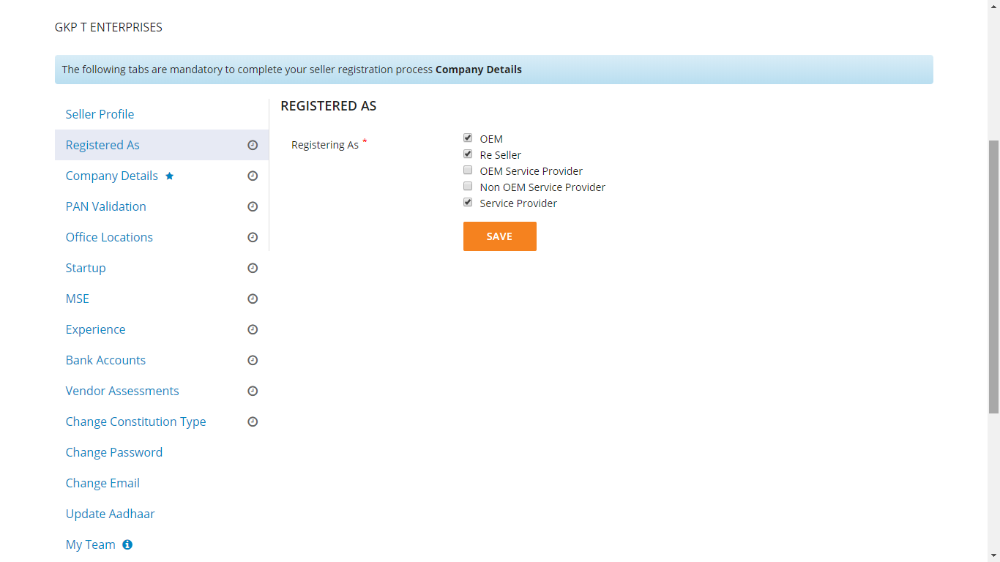 GKP T ENTERPRISES
The following tabs are mandatory to complete your seller registration process Company Details
Seller Profile
Registered As
Company Details
PAN Validation
Office Locations
Startup
MSE
Experience
Bank Accounts
Vendor Assessments
Change Constitution Type
Change Password
Change Email
Update Aadhaar
My Team
REGISTERED AS
Registering As *
OEM
Re Seller
OEM Service Provider
Non OEM Service Provider
Service Provider
SAVE